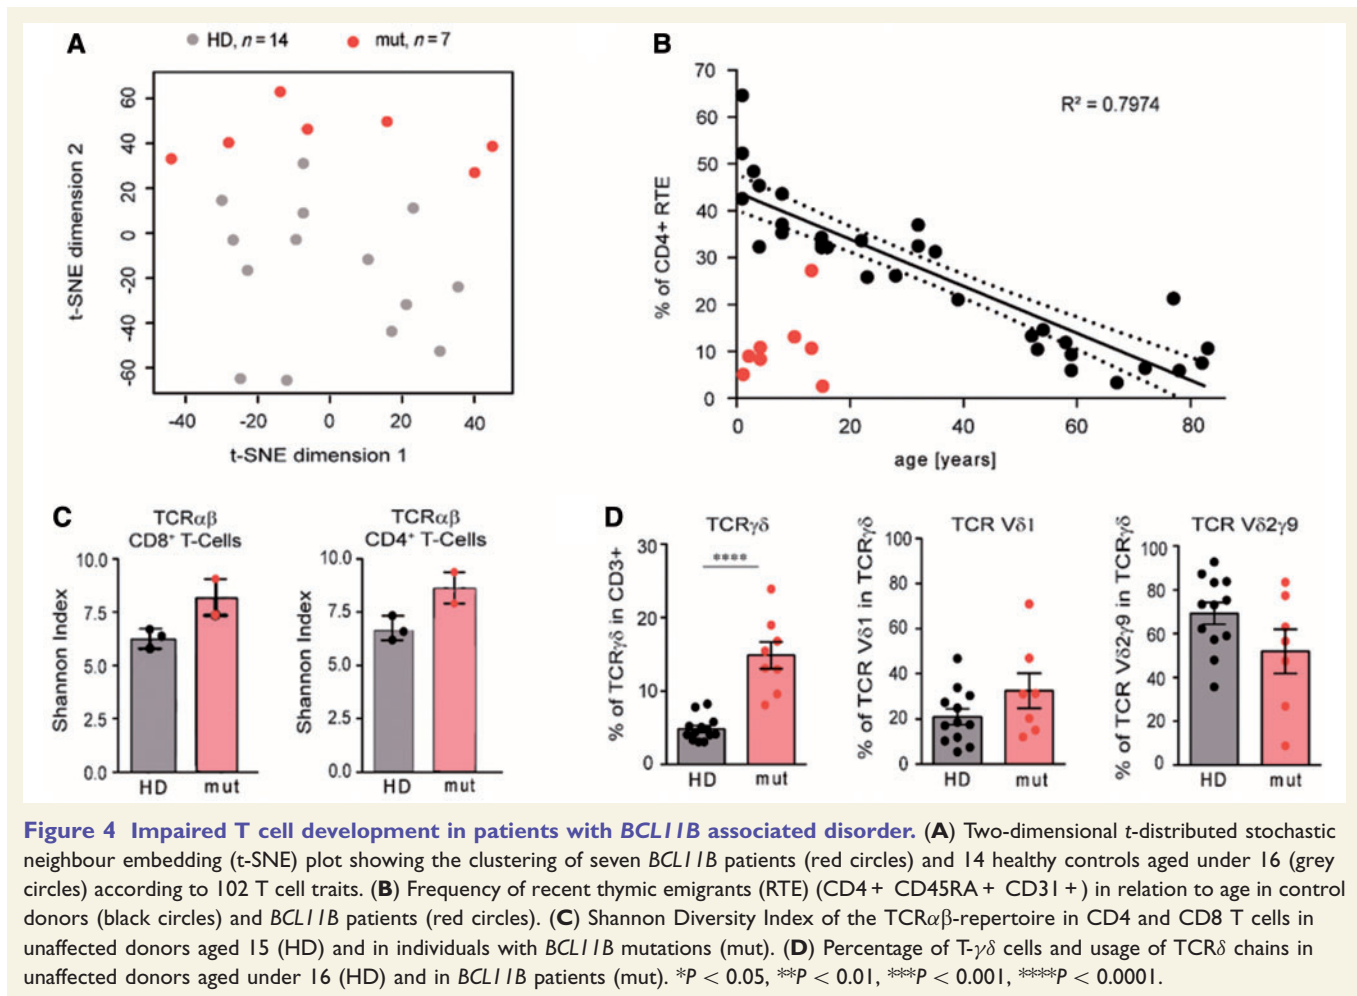 A
HD, n = 14
mut, n = 7
t-SNE dimension 2
60
40
20
0
-20
-40
-60
-40
-20
0
20
40
t-SNE dimension 1
B
R² = 0.7974
% of CD4+ RTE
70
60
50
40
30
20
10
0
0
20
40
60
80
age [years]
C
TCRαβ
CD8⁺ T-Cells
Shannon Index
10.0
7.5
5.0
2.5
0.0
HD
mut
TCRαβ
CD4⁺ T-Cells
Shannon Index
10.0
7.5
5.0
2.5
0.0
HD
mut
D
TCRγδ
% of TCRγδ in CD3+
30
20
10
0
****
HD
mut
TCR Vδ1
% of TCR Vδ1 in TCRγδ
100
80
60
40
20
0
HD
mut
TCR Vδ2γ9
% of TCR Vδ2γ9 in TCRγδ
100
80
60
40
20
0
HD
mut
Figure 4 Impaired T cell development in patients with BCL11B associated disorder. (A) Two-dimensional t-distributed stochastic
neighbour embedding (t-SNE) plot showing the clustering of seven BCL11B patients (red circles) and 14 healthy controls aged under 16 (grey
circles) according to 102 T cell traits. (B) Frequency of recent thymic emigrants (RTE) (CD4 + CD45RA + CD31 +) in relation to age in control
donors (black circles) and BCL11B patients (red circles). (C) Shannon Diversity Index of the TCRαβ-repertoire in CD4 and CD8 T cells in
unaffected donors aged 15 (HD) and in individuals with BCL11B mutations (mut). (D) Percentage of T-γδ cells and usage of TCRδ chains in
unaffected donors aged under 16 (HD) and in BCL11B patients (mut). *P < 0.05, **P < 0.01, ***P < 0.001, ****P < 0.0001.